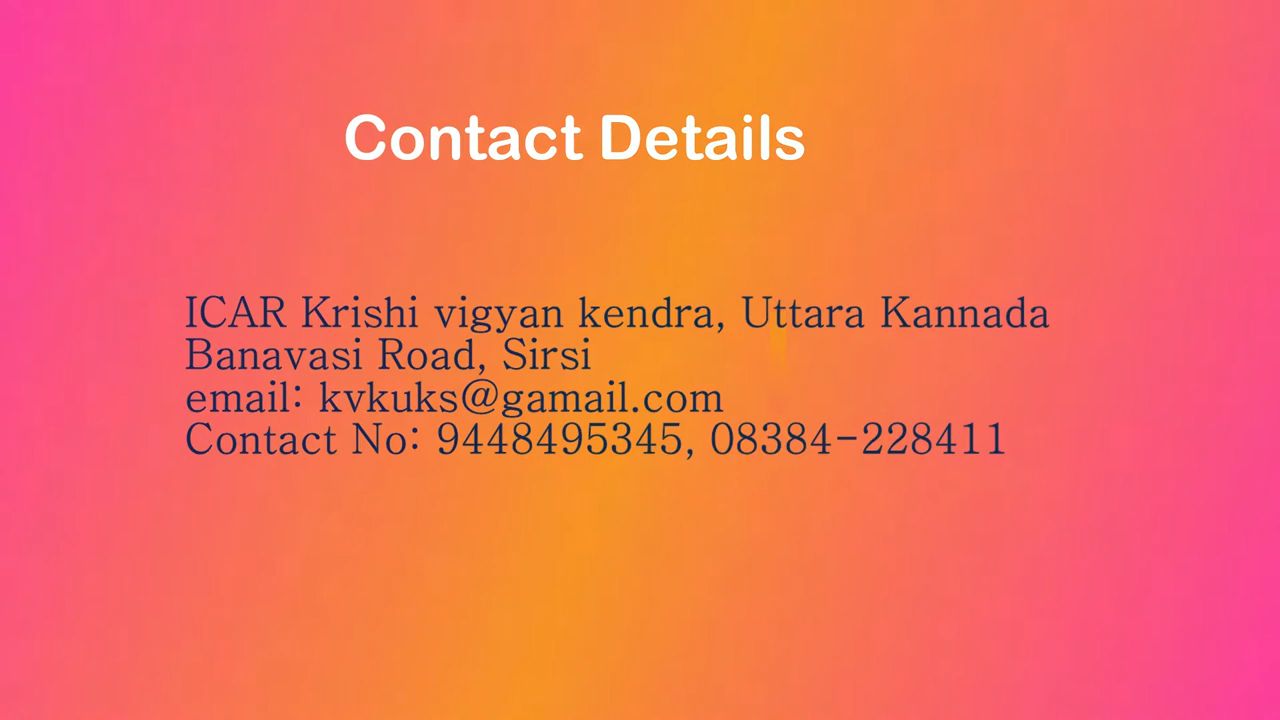 Contact Details
ICAR Krishi vigyan kendra, Uttara Kannada
Banavasi Road, Sirsi
email: kvkuks@gamail.com
Contact No: 9448495345, 08384-228411